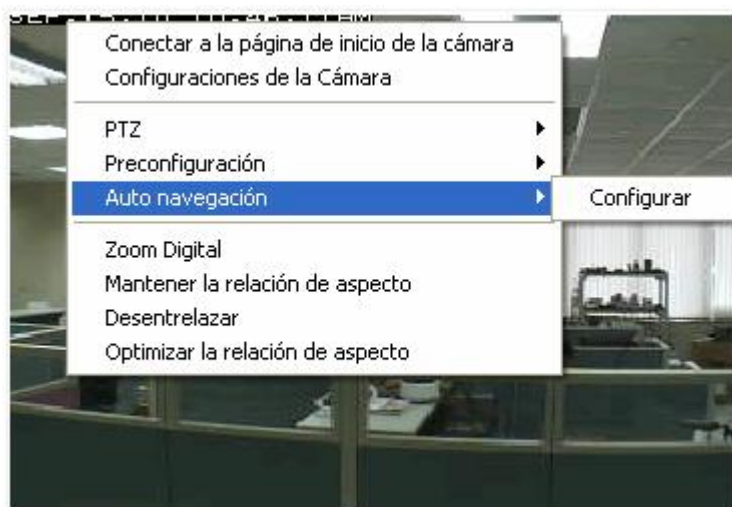 Conectar a la página de inicio de la cámara
Configuraciones de la Cámara
PTZ
Preconfiguración
Auto navegación
Configurar
Zoom Digital
Mantener la relación de aspecto
Desentrelazar
Optimizar la relación de aspecto